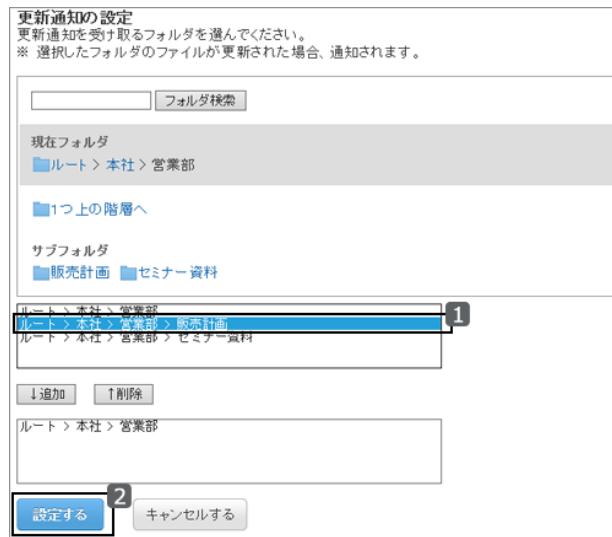 更新通知の設定
更新通知を受け取るフォルダを選んでください。
※ 選択したフォルダのファイルが更新された場合、通知されます。
フォルダ検索
現在フォルダ
ルート > 本社 > 営業部
1つ上の階層へ
サブフォルダ
販売計画 セミナー資料
ルート > 本社 > 営業部
ルート > 本社 > 営業部 > 販売計画 1
ルート > 本社 > 営業部 > セミナー資料
↓追加 ↑削除
ルート > 本社 > 営業部
2
設定する キャンセルする